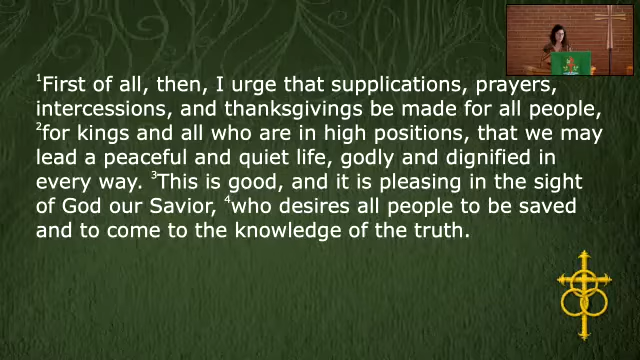 ¹First of all, then, I urge that supplications, prayers,
intercessions, and thanksgivings be made for all people,
²for kings and all who are in high positions, that we may
lead a peaceful and quiet life, godly and dignified in
every way. ³This is good, and it is pleasing in the sight
of God our Savior, ⁴who desires all people to be saved
and to come to the knowledge of the truth.